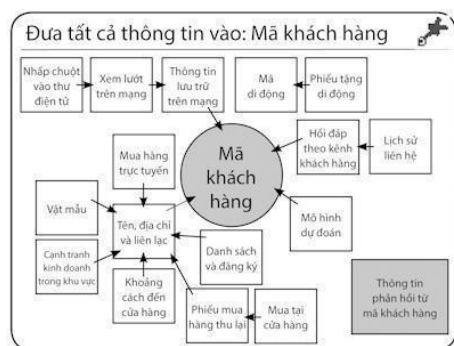 Đưa tất cả thông tin vào: Mã khách hàng
Nhấp chuột
vào thư
điện tử
Xem lướt
trên mạng
Thông tin
lưu trữ
trên mạng
Mã
di động
Phiếu tặng
di động
Mã
khách
hàng
Hồi đáp
theo kênh
khách hàng
Lịch sử
liên hệ
Mua hàng
trực tuyến
Vật mẫu
Tên, địa chỉ
và liên lạc
Mô hình
dự đoán
Cạnh tranh
kinh doanh
trong khu vực
Danh sách
và đăng ký
Khoảng
cách đến
cửa hàng
Phiếu mua
hàng thu lại
Mua tại
cửa hàng
Thông tin
phản hồi từ
mã khách hàng